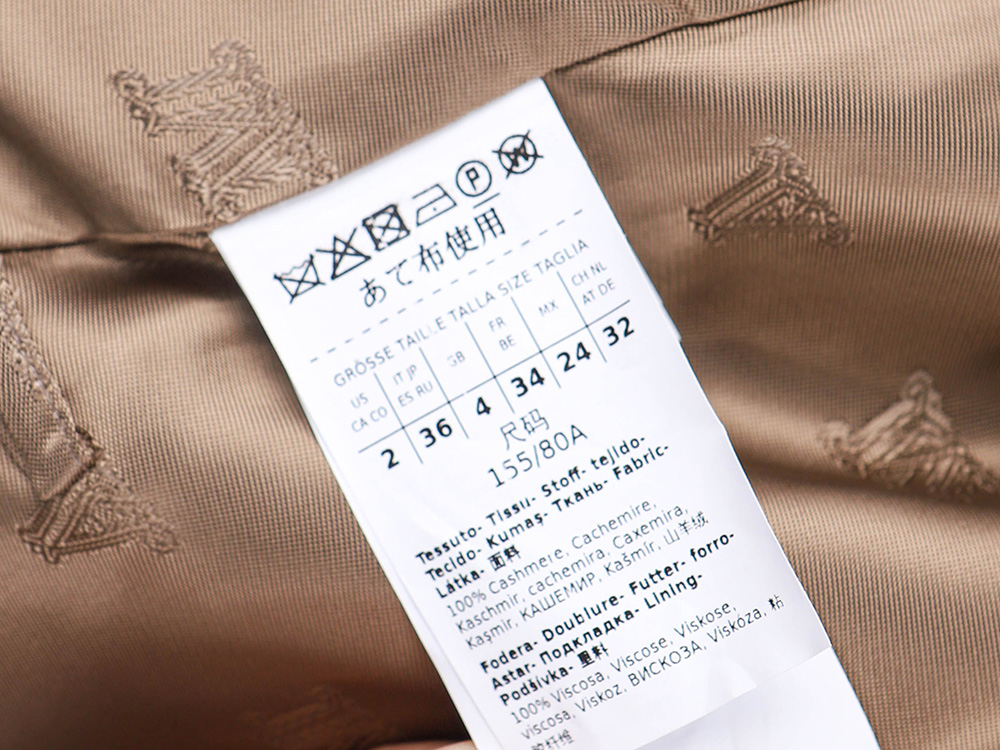 P W
あて布使用
GRÖSSE TAILLE TALLA SIZE TAGLIA
US CA CO IT JP ES RU GB FR BE MX CH NL AT DE
2 36 4 34 24 32
尺码
155/80A
Tessuto- Tissu- Stoff- tejido-
Tecido- Kumaş- Ткань- Fabric-
Látka- 面料
100% Cashmere, Cachemire,
Kaschmir, cachemira, Caxemira,
Kaşmir, КАШЕМИР, Kašmír, 山羊绒
Fodera- Doublure- Futter- forro-
Astar- Подкладка- Lining-
Podšívka- 里料
100% Viscosa, Viscose, Viskose,
viscosa, Viskoz, ВИСКОЗА, Viskóza, 粘
胶纤维